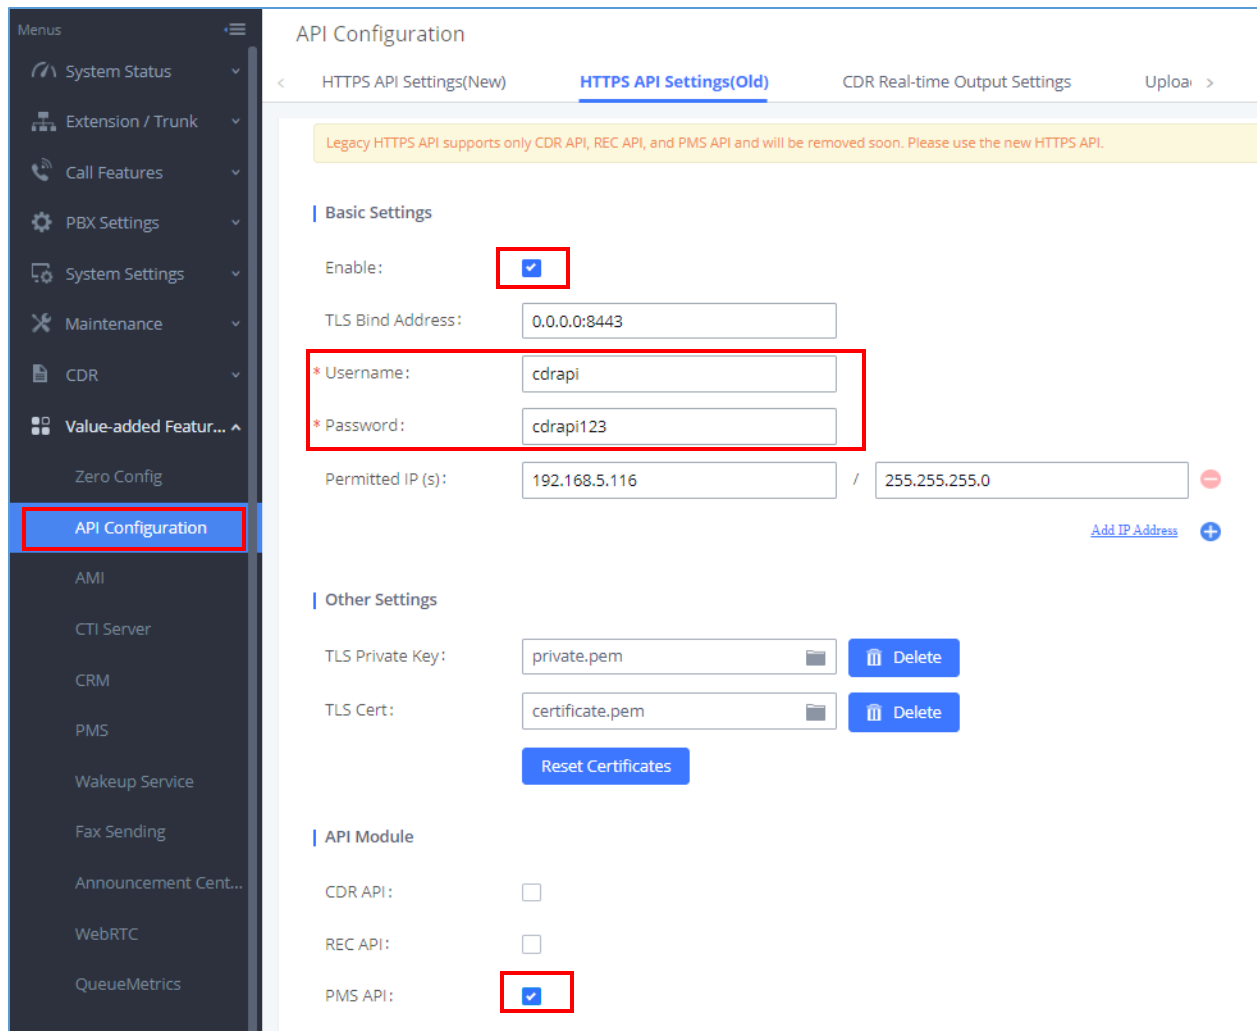 Menus
System Status
Extension / Trunk
Call Features
PBX Settings
System Settings
Maintenance
CDR
Value-added Featur...
Zero Config
API Configuration
AMI
CTI Server
CRM
PMS
Wakeup Service
Fax Sending
Announcement Cent...
WebRTC
QueueMetrics
API Configuration
< HTTPS API Settings(New) HTTPS API Settings(Old) CDR Real-time Output Settings Uploa >
Legacy HTTPS API supports only CDR API, REC API, and PMS API and will be removed soon. Please use the new HTTPS API.
Basic Settings
Enable:
TLS Bind Address: 0.0.0.0:8443
* Username: cdrapi
* Password: cdrapi123
Permitted IP (s): 192.168.5.116 / 255.255.255.0
Add IP Address
Other Settings
TLS Private Key: private.pem Delete
TLS Cert: certificate.pem Delete
Reset Certificates
API Module
CDR API:
REC API:
PMS API: